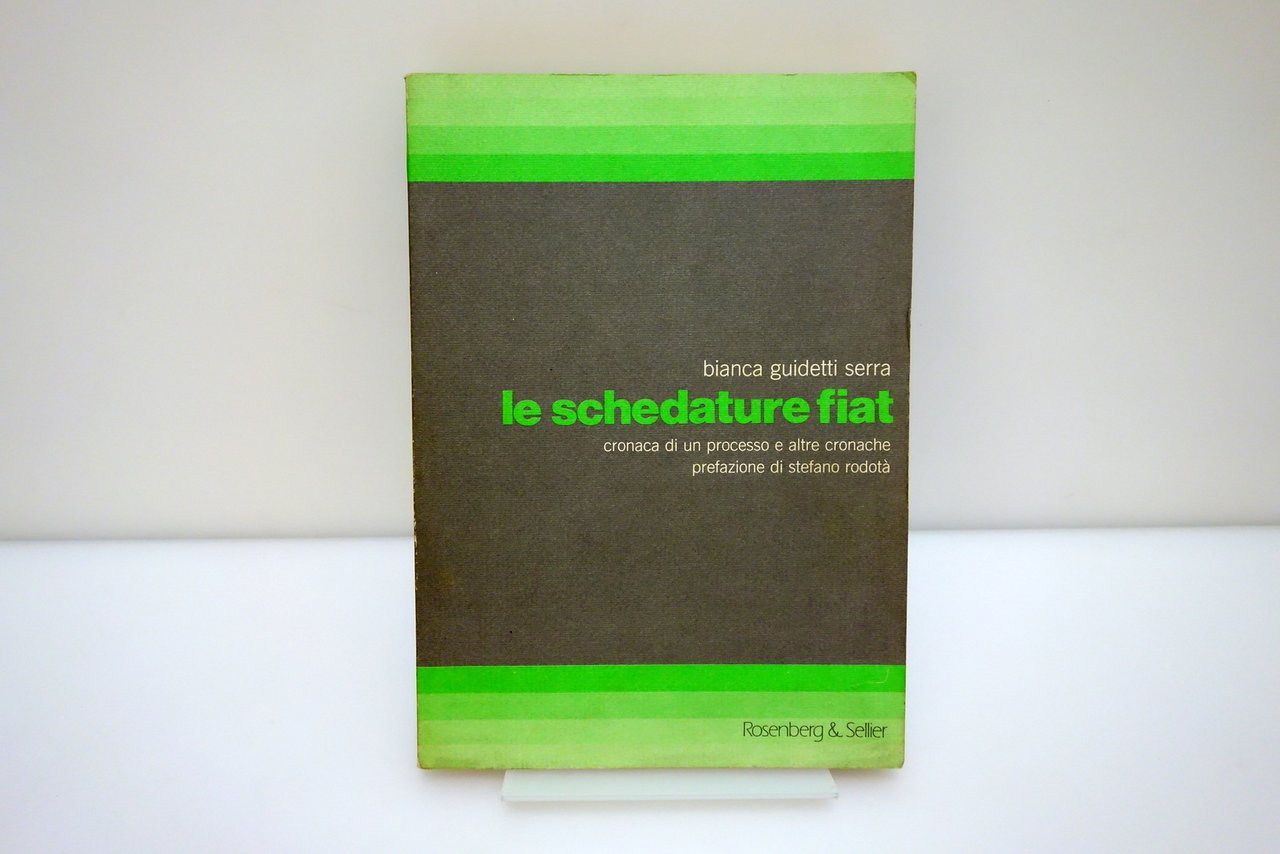 bianca guidetti serra
le schedature fiat
cronaca di un processo e altre cronache
prefazione di stefano rodotà
Rosenberg & Sellier